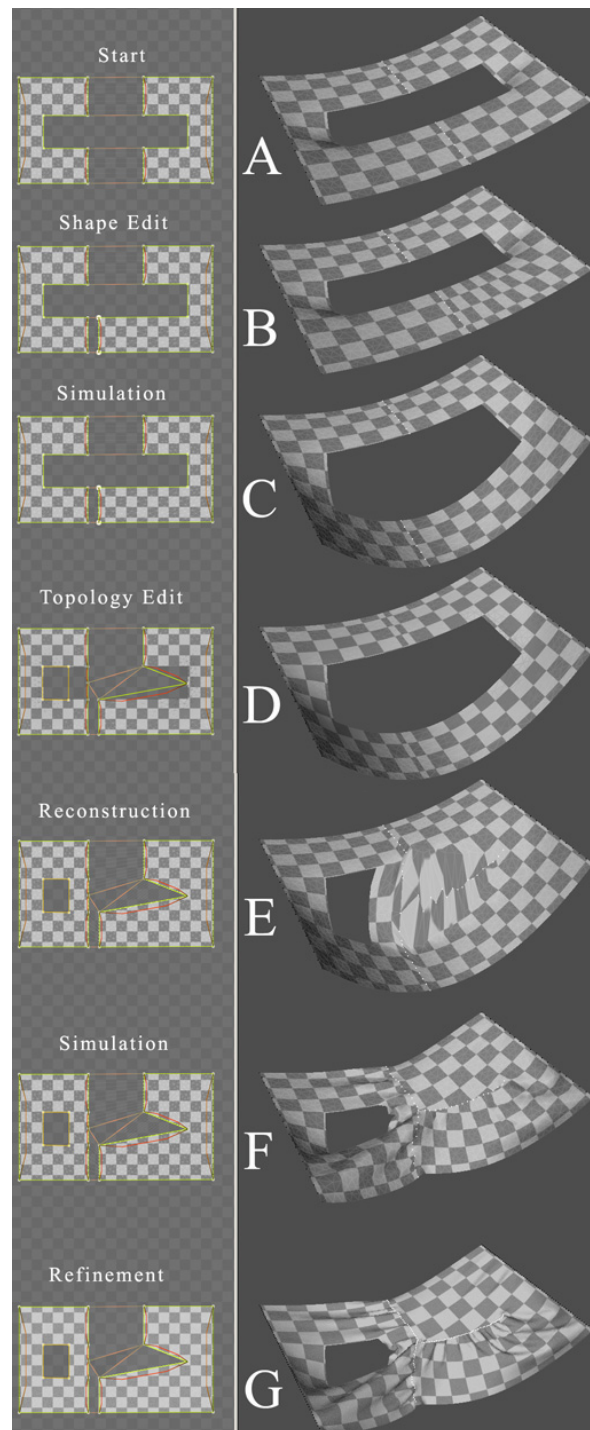 Start
A
Shape Edit
B
Simulation
C
Topology Edit
D
Reconstruction
E
Simulation
F
Refinement
G